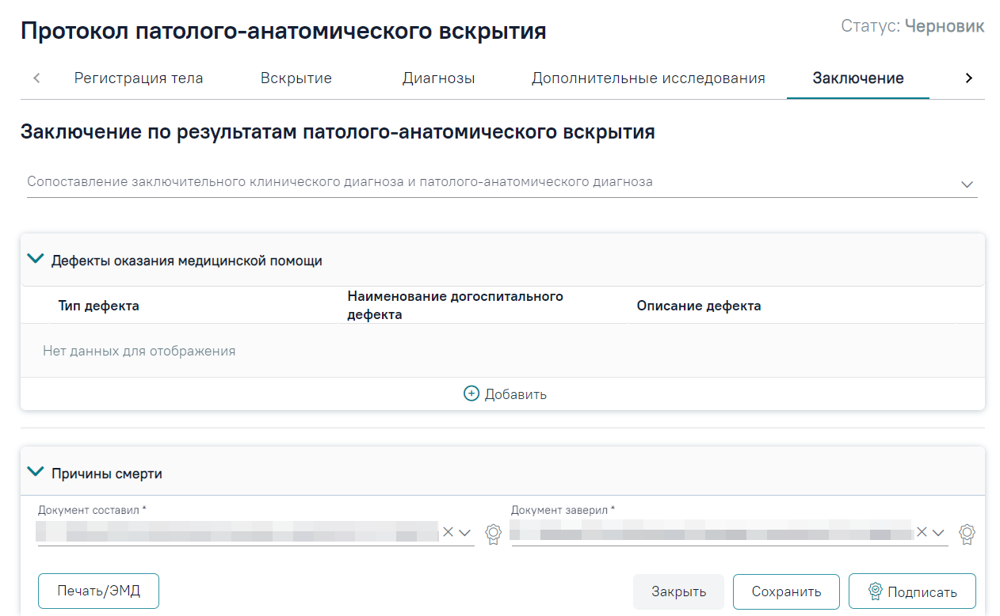 Протокол патолого-анатомического вскрытия
Статус: Черновик
Регистрация тела
Вскрытие
Диагнозы
Дополнительные исследования
Заключение
Заключение по результатам патолого-анатомического вскрытия
Сопоставление заключительного клинического диагноза и патолого-анатомического диагноза
Дефекты оказания медицинской помощи
Тип дефекта
Наименование догоспитального
дефекта
Описание дефекта
Нет данных для отображения
Добавить
Причины смерти
Документ составил *
Документ заверил *
Печать/ЭМД
Закрыть
Сохранить
Подписать